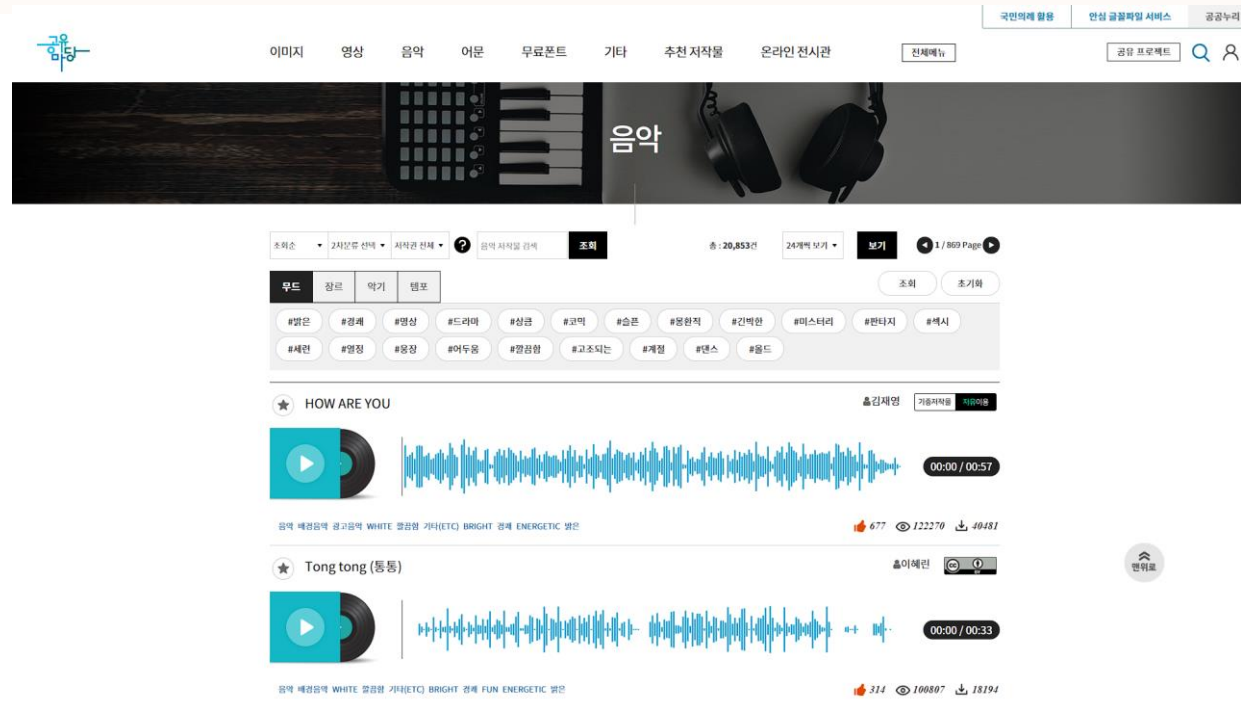 국민의례 활용 안심 글꼴파일 서비스 공공누리
공유마당
이미지 영상 음악 어문 무료폰트 기타 추천 저작물 온라인 전시관 전체메뉴 공유 프로젝트
음악
조회순 2차분류 선택 저작권 전체 ? 음악 저작물 검색 조회 총 : 20,853건 24개씩 보기 보기 1 / 869 Page
무드 장르 악기 템포 조회 초기화
#밝은 #경쾌 #명상 #드라마 #상큼 #코믹 #슬픈 #몽환적 #긴박한 #미스터리 #판타지 #섹시
#세련 #열정 #웅장 #어두움 #깔끔함 #고조되는 #계절 #댄스 #올드
HOW ARE YOU 김재영 기증저작물 자유이용
00:00 / 00:57
음악 배경음악 광고음악 WHITE 깔끔함 기타(ETC) BRIGHT 경쾌 ENERGETIC 밝은 677 122270 40481
Tong tong (통통) 이혜린 cc BY
맨위로
00:00 / 00:33
음악 배경음악 WHITE 깔끔함 기타(ETC) BRIGHT 경쾌 FUN ENERGETIC 밝은 314 100807 18194